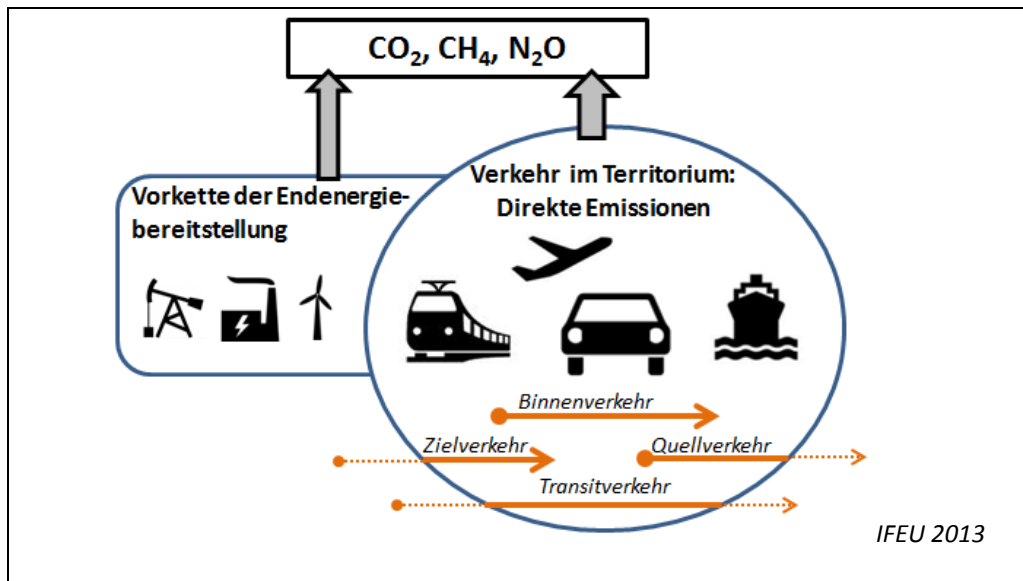 CO₂, CH₄, N₂O
Verkehr im Territorium:
Direkte Emissionen
Vorkette der Endenergie-
bereitstellung
Binnenverkehr
Zielverkehr
Quellverkehr
Transitverkehr
IFEU 2013